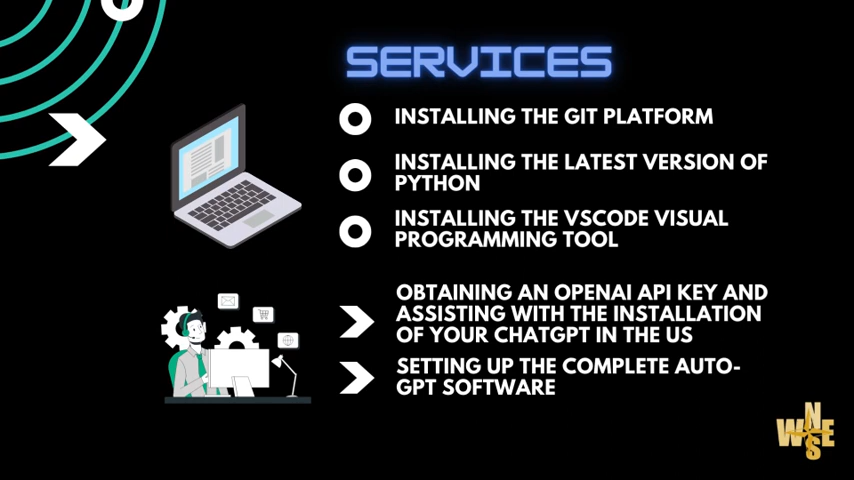 SERVICES
INSTALLING THE GIT PLATFORM
INSTALLING THE LATEST VERSION OF
PYTHON
INSTALLING THE VSCODE VISUAL
PROGRAMMING TOOL
OBTAINING AN OPENAI API KEY AND
ASSISTING WITH THE INSTALLATION
OF YOUR CHATGPT IN THE US
SETTING UP THE COMPLETE AUTO-
GPT SOFTWARE
N
W E
S